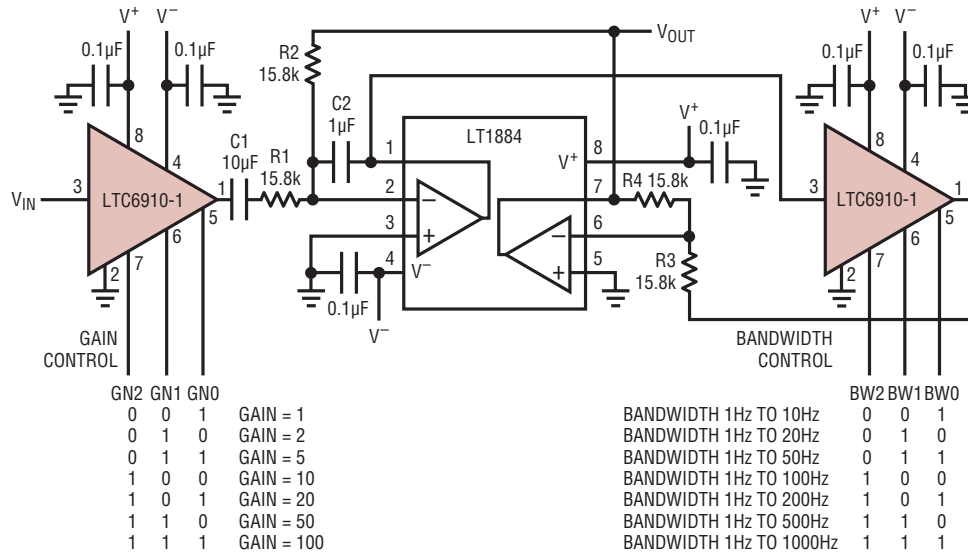 V+ V−
0.1µF 0.1µF
8
4
VIN 3 LTC6910-1 1
5
6
2 7
C1
10µF
R1
15.8k
R2
15.8k
C2
1µF
VOUT
LT1884
1
2
3
4
V−
0.1µF
V−
V+ 8
7
6
5
V+
0.1µF
R4 15.8k
R3
15.8k
V+ V−
0.1µF 0.1µF
8
4
3 LTC6910-1 1
5
6
2 7
− + − +
GAIN
CONTROL
BANDWIDTH
CONTROL
GN2 GN1 GN0
0 0 1 GAIN = 1
0 1 0 GAIN = 2
0 1 1 GAIN = 5
1 0 0 GAIN = 10
1 0 1 GAIN = 20
1 1 0 GAIN = 50
1 1 1 GAIN = 100
BW2 BW1 BW0
BANDWIDTH 1Hz TO 10Hz 0 0 1
BANDWIDTH 1Hz TO 20Hz 0 1 0
BANDWIDTH 1Hz TO 50Hz 0 1 1
BANDWIDTH 1Hz TO 100Hz 1 0 0
BANDWIDTH 1Hz TO 200Hz 1 0 1
BANDWIDTH 1Hz TO 500Hz 1 1 0
BANDWIDTH 1Hz TO 1000Hz 1 1 1